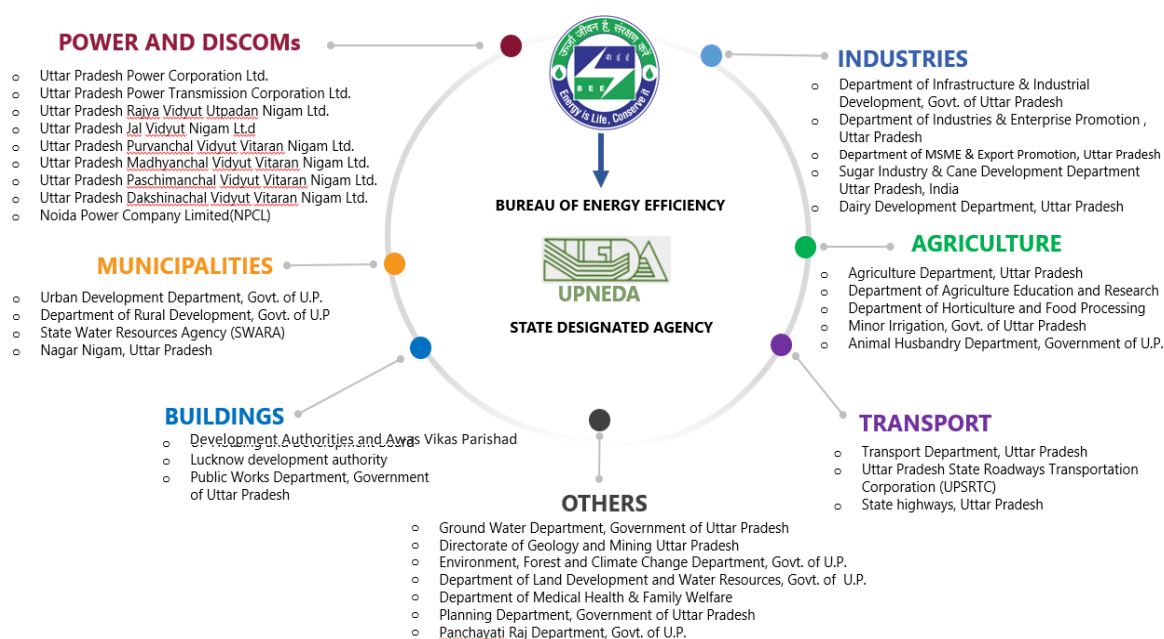 POWER AND DISCOMs
o Uttar Pradesh Power Corporation Ltd.
o Uttar Pradesh Power Transmission Corporation Ltd.
o Uttar Pradesh Rajya Vidyut Utpadan Nigam Ltd.
o Uttar Pradesh Jal Vidyut Nigam Lt.d
o Uttar Pradesh Purvanchal Vidyut Vitaran Nigam Ltd.
o Uttar Pradesh Madhyanchal Vidyut Vitaran Nigam Ltd.
o Uttar Pradesh Paschimanchal Vidyut Vitaran Nigam Ltd.
o Uttar Pradesh Dakshinachal Vidyut Vitaran Nigam Ltd.
o Noida Power Company Limited(NPCL)
MUNICIPALITIES
o Urban Development Department, Govt. of U.P.
o Department of Rural Development, Govt. of U.P
o State Water Resources Agency (SWARA)
o Nagar Nigam, Uttar Pradesh
BUILDINGS
o Development Authorities and Awas Vikas Parishad
o Lucknow development authority
o Public Works Department, Government
of Uttar Pradesh
ऊर्जा जीवन है, संरक्षण करें
बी ई ई
B E E
Energy is Life, Conserve it
BUREAU OF ENERGY EFFICIENCY
UPNEDA
STATE DESIGNATED AGENCY
OTHERS
o Ground Water Department, Government of Uttar Pradesh
o Directorate of Geology and Mining Uttar Pradesh
o Environment, Forest and Climate Change Department, Govt. of U.P.
o Department of Land Development and Water Resources, Govt. of U.P.
o Department of Medical Health & Family Welfare
o Planning Department, Government of Uttar Pradesh
o Panchayati Raj Department, Govt. of U.P.
INDUSTRIES
o Department of Infrastructure & Industrial
Development, Govt. of Uttar Pradesh
o Department of Industries & Enterprise Promotion ,
Uttar Pradesh
o Department of MSME & Export Promotion, Uttar Pradesh
o Sugar Industry & Cane Development Department
Uttar Pradesh, India
o Dairy Development Department, Uttar Pradesh
AGRICULTURE
o Agriculture Department, Uttar Pradesh
o Department of Agriculture Education and Research
o Department of Horticulture and Food Processing
o Minor Irrigation, Govt. of Uttar Pradesh
o Animal Husbandry Department, Government of U.P.
TRANSPORT
o Transport Department, Uttar Pradesh
o Uttar Pradesh State Roadways Transportation
Corporation (UPSRTC)
o State highways, Uttar Pradesh